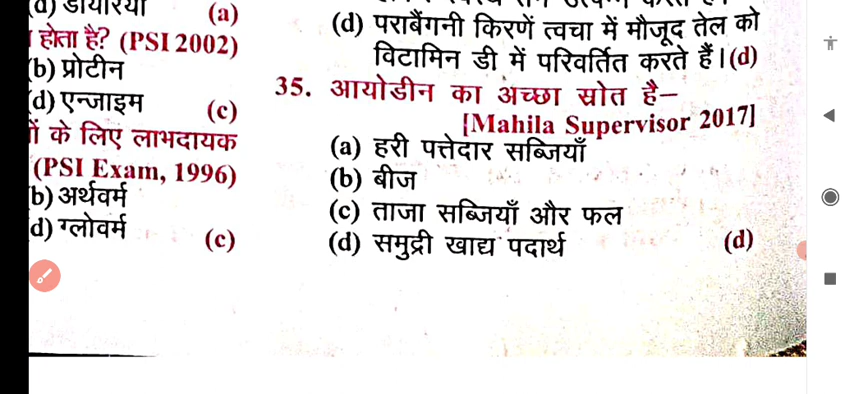 (d) डायरिया (a)
होता है? (PSI 2002)
(b) प्रोटीन
(d) एन्जाइम (c)
के लिए लाभदायक
(PSI Exam, 1996)
b) अर्थवर्म
d) ग्लोवर्म (c)
(d) पराबैंगनी किरणें त्वचा में मौजूद तेल को
विटामिन डी में परिवर्तित करते हैं। (d)
35. आयोडीन का अच्छा स्रोत है–
[Mahila Supervisor 2017]
(a) हरी पत्तेदार सब्जियाँ
(b) बीज
(c) ताजा सब्जियाँ और फल
(d) समुद्री खाद्य पदार्थ (d)